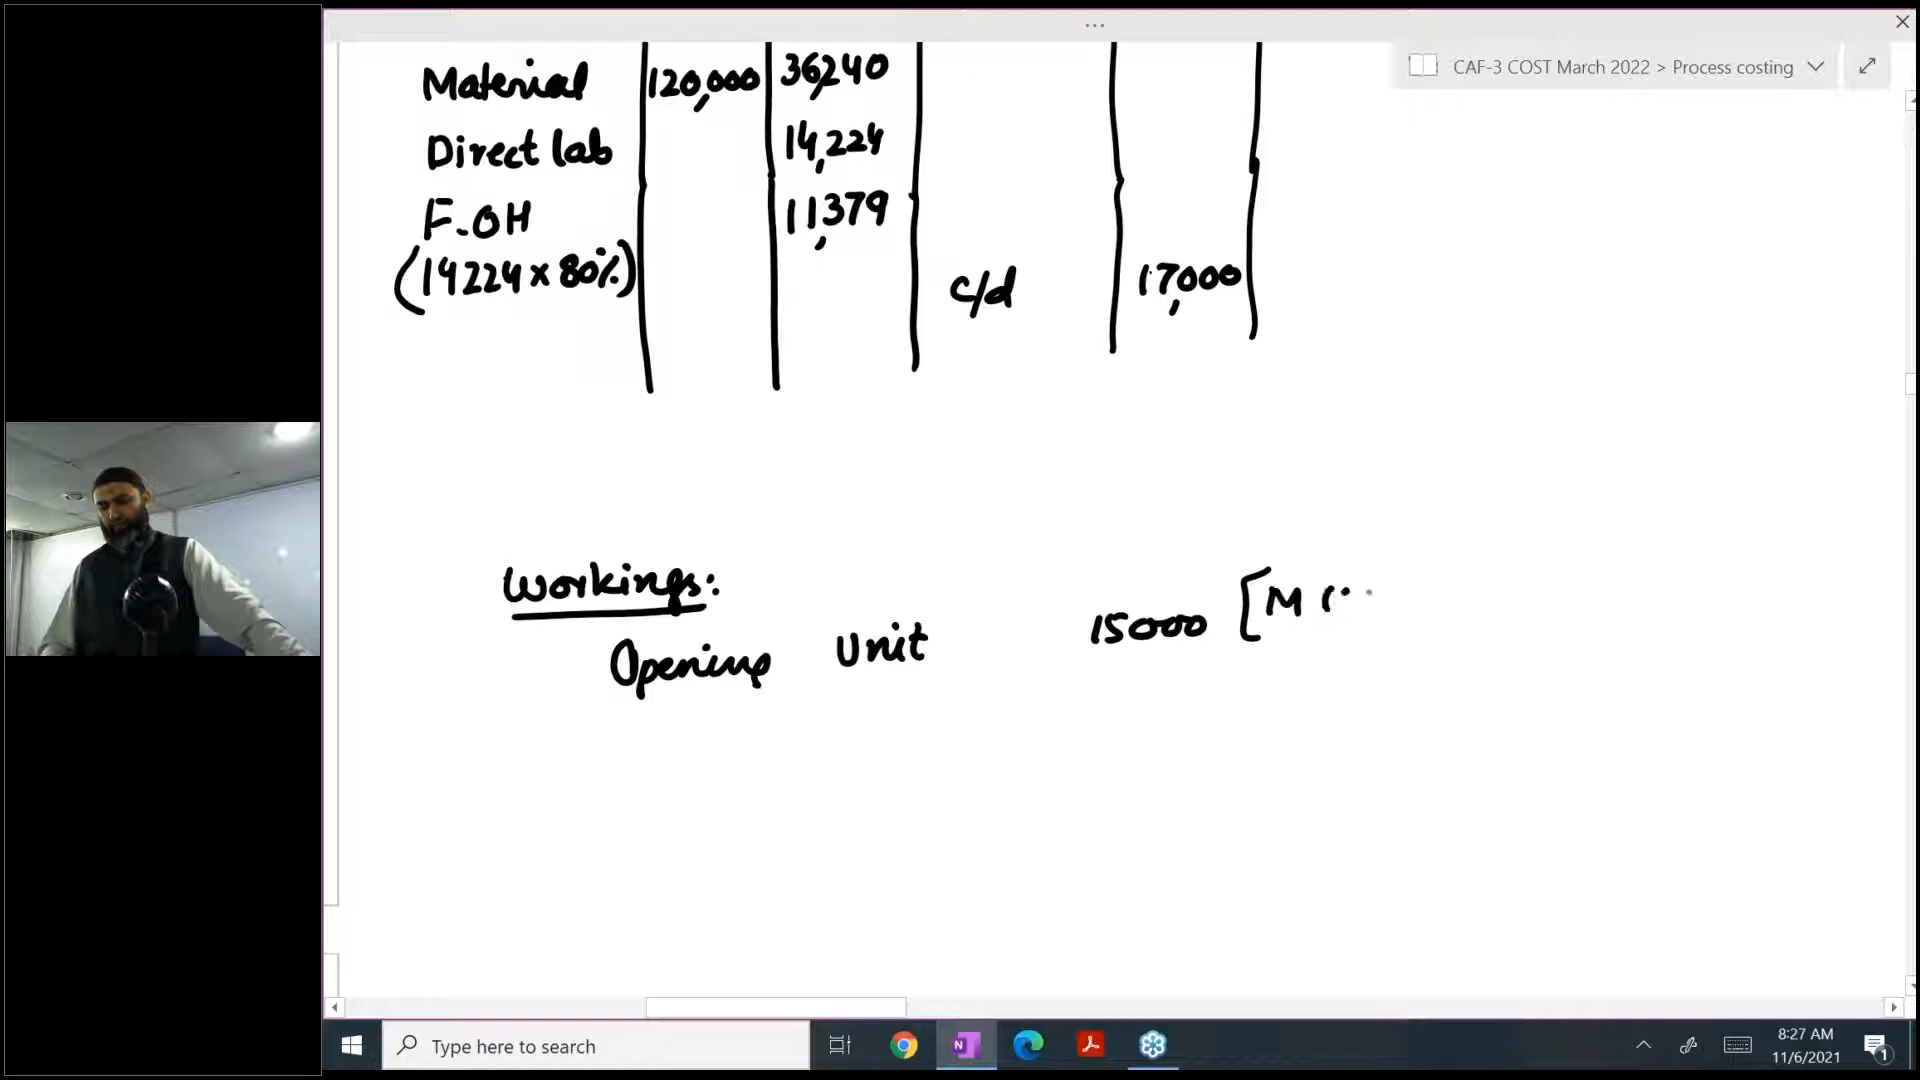 CAF-3 COST March 2022 > Process costing
Material 120,000 36,240
Direct lab 14,224
F.OH 11,379
(14224 x 80%) c/d 17,000
Workings:
Opening Unit 15000 [M (
Type here to search
8:27 AM
11/6/2021
1